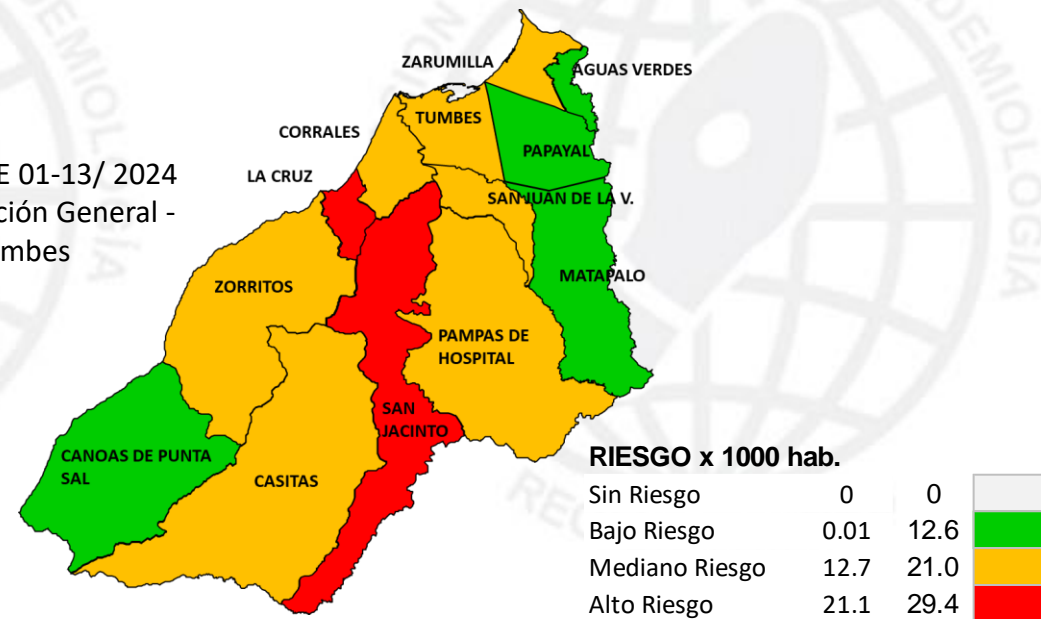 ZARUMILLA
AGUAS VERDES
TUMBES
CORRALES
PAPAYAL
E 01-13/ 2024
ción General -
mbes
LA CRUZ
SAN JUAN DE LA V.
MATAPALO
ZORRITOS
PAMPAS DE
HOSPITAL
SAN
JACINTO
CANOAS DE PUNTA
SAL
CASITAS
RIESGO x 1000 hab.
Sin Riesgo 0 0
Bajo Riesgo 0.01 12.6
Mediano Riesgo 12.7 21.0
Alto Riesgo 21.1 29.4